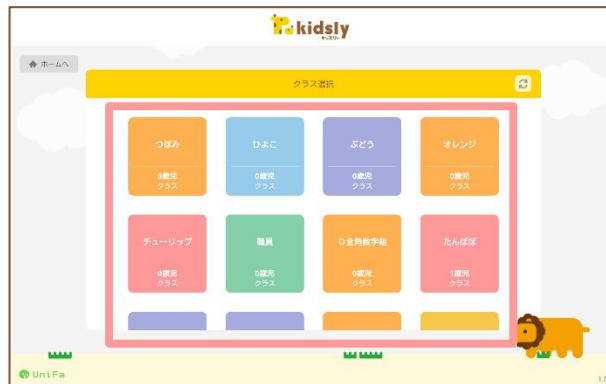 kidsly
キッズリー
ホームへ
クラス選択
つぼみ
0歳児
クラス
ひよこ
0歳児
クラス
ぶどう
0歳児
クラス
オレンジ
0歳児
クラス
チューリップ
0歳児
クラス
職員
0歳児
クラス
０全角数字組
0歳児
クラス
たんぽぽ
1歳児
クラス
UniFa